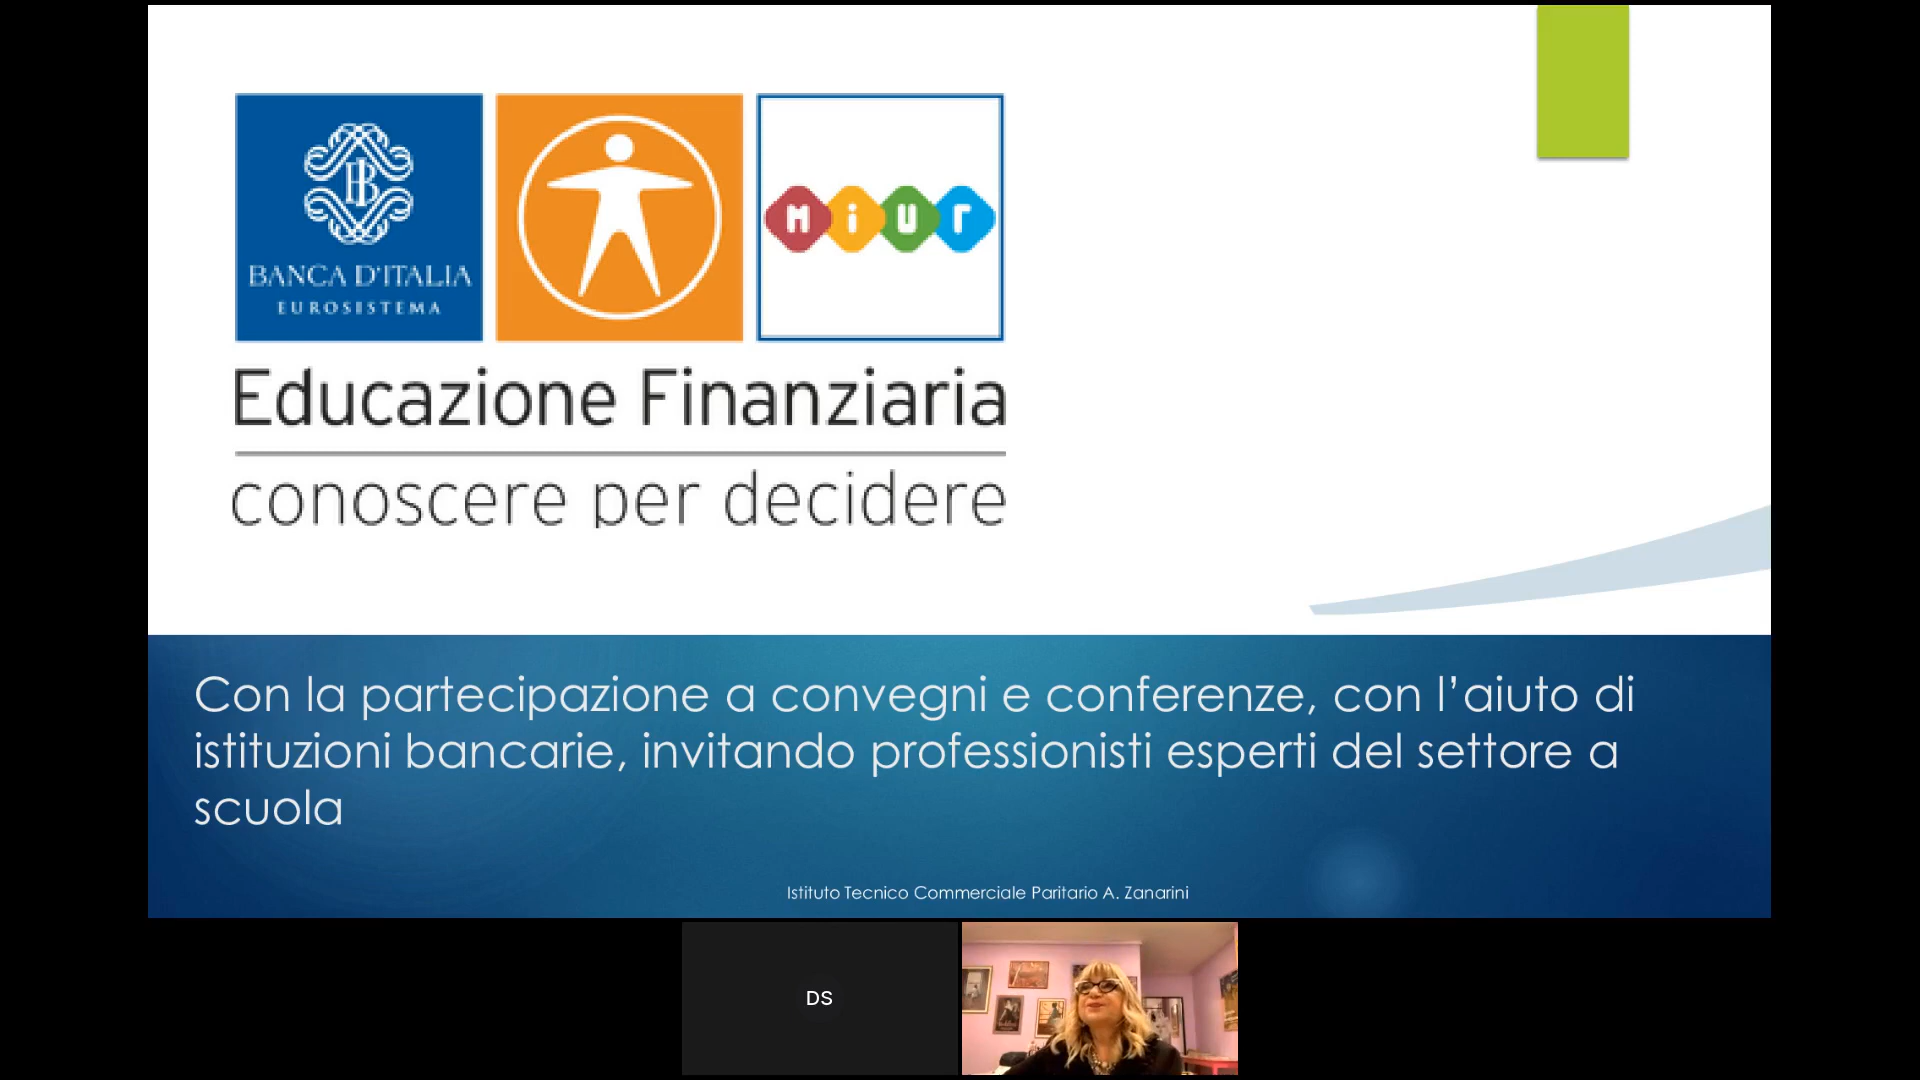 BANCA D'ITALIA
EUROSISTEMA
MiUr
Educazione Finanziaria
conoscere per decidere
Con la partecipazione a convegni e conferenze, con l’aiuto di
istituzioni bancarie, invitando professionisti esperti del settore a
scuola
Istituto Tecnico Commerciale Paritario A. Zanarini
DS